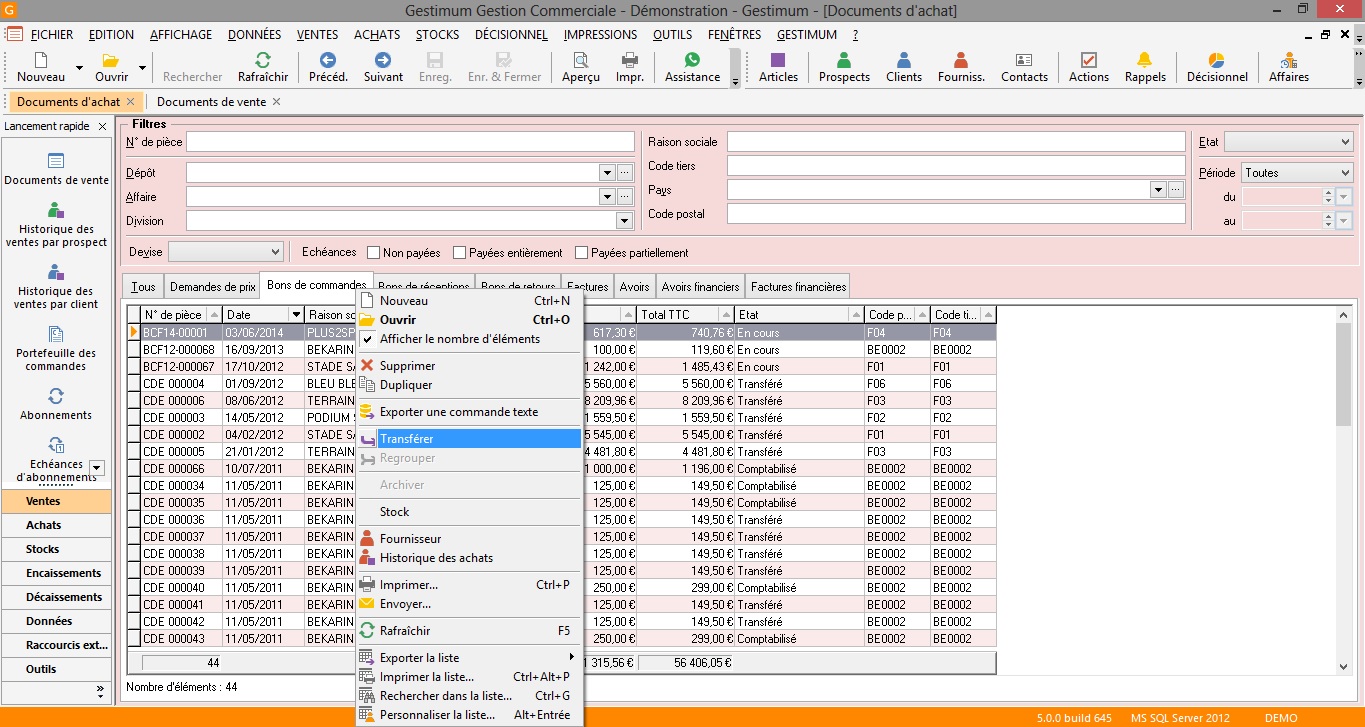 G Gestimum Gestion Commerciale - Démonstration - Gestimum - [Documents d'achat]
FICHIER EDITION AFFICHAGE DONNÉES VENTES ACHATS STOCKS DÉCISIONNEL IMPRESSIONS OUTILS FENÊTRES GESTIMUM ?
Nouveau Ouvrir Rechercher Rafraîchir Précéd. Suivant Enreg. Enr. & Fermer Aperçu Impr. Assistance Articles Prospects Clients Fourniss. Contacts Actions Rappels Décisionnel Affaires
Documents d'achat Documents de vente
Lancement rapide
Documents de vente
Historique des
ventes par prospect
Historique des
ventes par client
Portefeuille des
commandes
Abonnements
Echéances
d'abonnements
Ventes
Achats
Stocks
Encaissements
Décaissements
Données
Raccourcis ext...
Outils
Filtres
N° de pièce
Dépôt
Affaire
Division
Raison sociale
Code tiers
Pays
Code postal
Etat
Période Toutes
du
au
Devise Echéances Non payées Payées entièrement Payées partiellement
Tous Demandes de prix Bons de commandes Bons de réceptions Bons de retours Factures Avoirs Avoirs financiers Factures financières
N° de pièce Date Raison so Total TTC Etat Code p... Code ti...
BCF14-00001 03/06/2014 PLUS2SP 617,30 € 740,76 € En cours F04 F04
BCF12-000068 16/09/2013 BEKARIN 100,00 € 119,60 € En cours BE0002 BE0002
BCF12-000067 17/10/2012 STADE SA 1 242,00 € 1 485,43 € En cours F01 F01
CDE 000004 01/09/2012 BLEU BLE 5 560,00 € 5 560,00 € Transféré F06 F06
CDE 000006 08/06/2012 TERRAIN 8 209,96 € 8 209,96 € Transféré F03 F03
CDE 000003 14/05/2012 PODIUM S 1 559,50 € 1 559,50 € Transféré F02 F02
CDE 000002 04/02/2012 STADE SA 5 545,00 € 5 545,00 € Transféré F01 F01
CDE 000005 21/01/2012 TERRAIN 4 481,80 € 4 481,80 € Transféré F03 F03
CDE 000066 10/07/2011 BEKARIN 1 000,00 € 1 196,00 € Comptabilisé BE0002 BE0002
CDE 000034 11/05/2011 BEKARIN 125,00 € 149,50 € Comptabilisé BE0002 BE0002
CDE 000035 11/05/2011 BEKARIN 125,00 € 149,50 € Comptabilisé BE0002 BE0002
CDE 000036 11/05/2011 BEKARIN 125,00 € 149,50 € Transféré BE0002 BE0002
CDE 000037 11/05/2011 BEKARIN 125,00 € 149,50 € Transféré BE0002 BE0002
CDE 000038 11/05/2011 BEKARIN 125,00 € 149,50 € Transféré BE0002 BE0002
CDE 000039 11/05/2011 BEKARIN 125,00 € 149,50 € Transféré BE0002 BE0002
CDE 000040 11/05/2011 BEKARIN 250,00 € 299,00 € Comptabilisé BE0002 BE0002
CDE 000041 11/05/2011 BEKARIN 125,00 € 149,50 € Transféré BE0002 BE0002
CDE 000042 11/05/2011 BEKARIN 125,00 € 149,50 € Transféré BE0002 BE0002
CDE 000043 11/05/2011 BEKARIN 250,00 € 299,00 € Comptabilisé BE0002 BE0002
44 1 315,56 € 56 406,05 €
Nombre d'éléments : 44
Nouveau Ctrl+N
Ouvrir Ctrl+O
Afficher le nombre d'éléments
Supprimer
Dupliquer
Exporter une commande texte
Transférer
Regrouper
Archiver
Stock
Fournisseur
Historique des achats
Imprimer... Ctrl+P
Envoyer...
Rafraîchir F5
Exporter la liste
Imprimer la liste... Ctrl+Alt+P
Rechercher dans la liste... Ctrl+G
Personnaliser la liste... Alt+Entrée
5.0.0 build 645 MS SQL Server 2012 DEMO